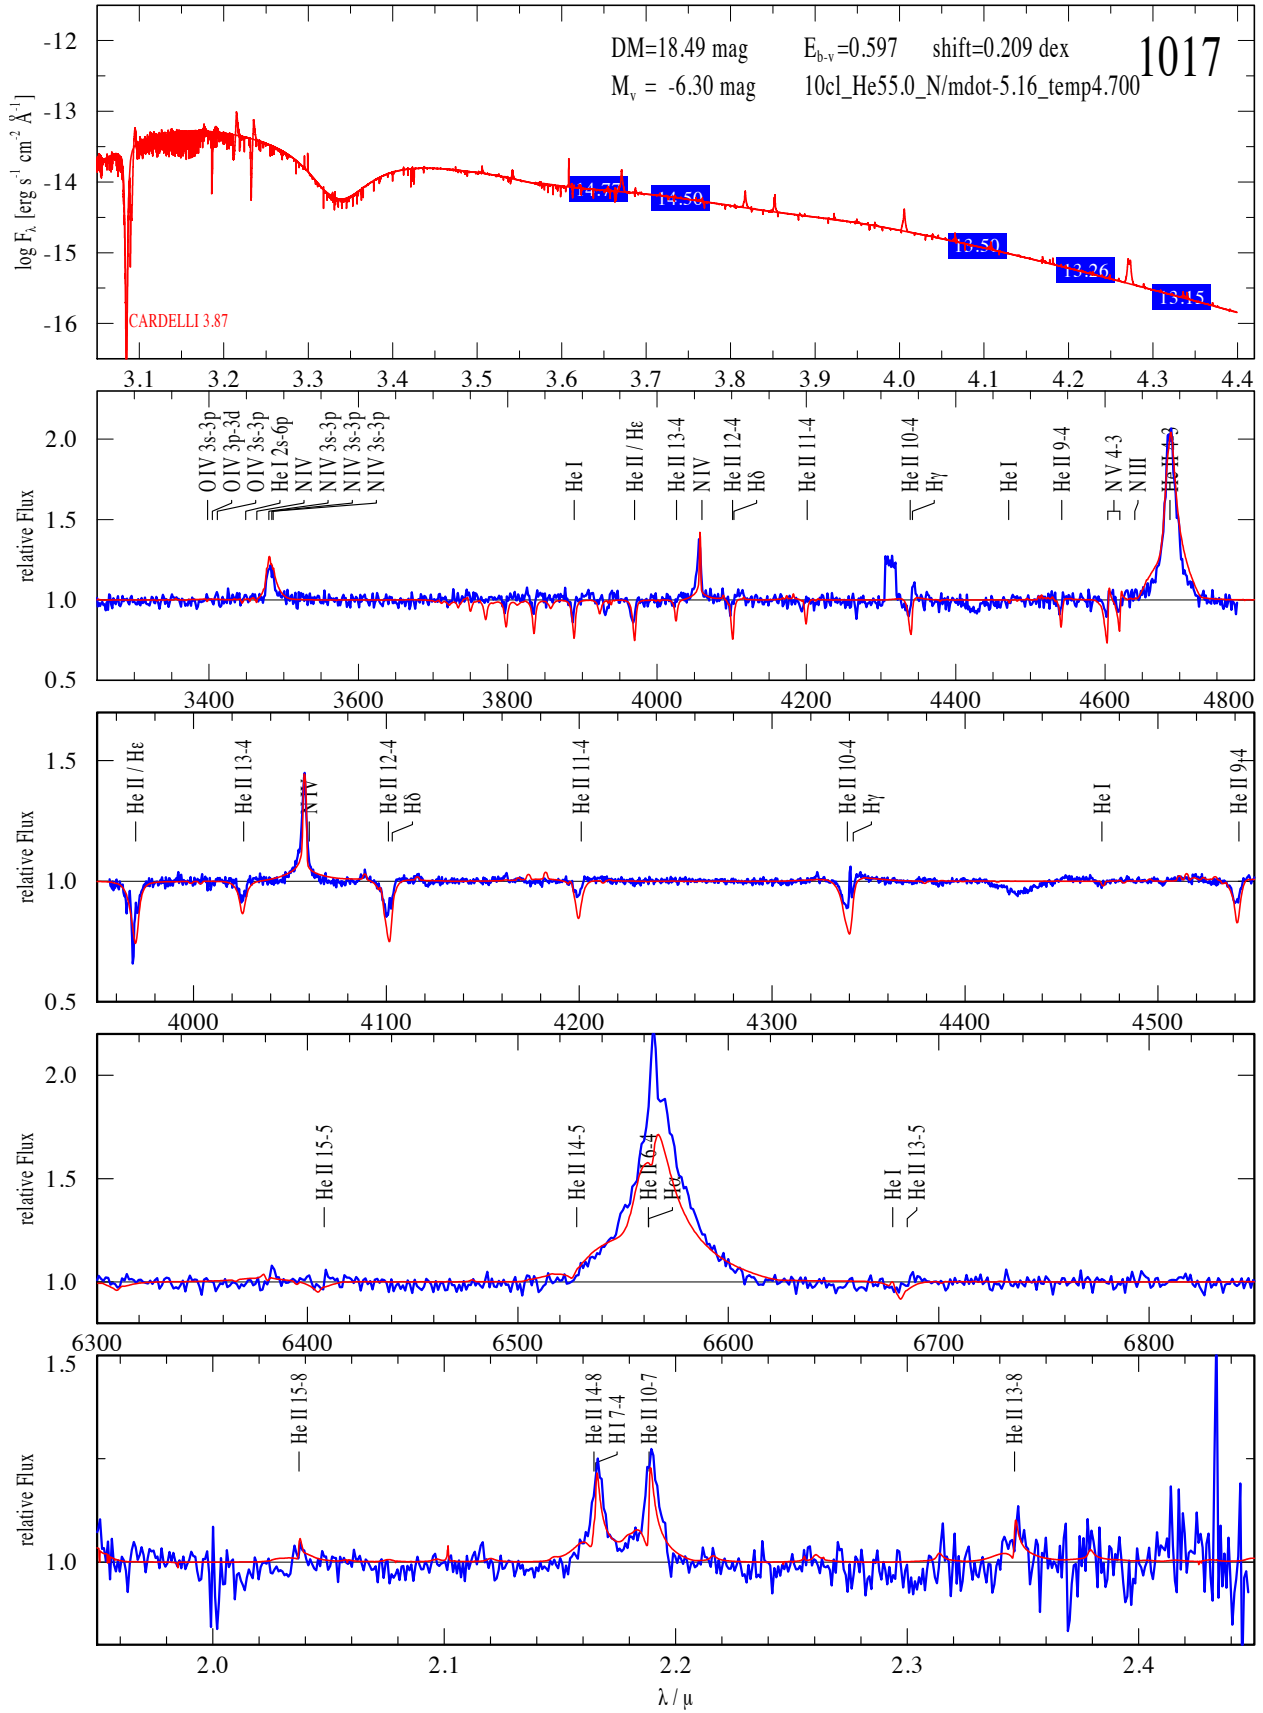 DM=18.49 mag E_b-v=0.597 shift=0.209 dex 1017
M_v = -6.30 mag 10cl_He55.0_N/mdot-5.16_temp4.700
log F_λ [erg s⁻¹ cm⁻² Å⁻¹]
-12
-13
-14
-15
-16
14.77
14.50
13.50
13.26
13.15
CARDELLI 3.87
3.1 3.2 3.3 3.4 3.5 3.6 3.7 3.8 3.9 4.0 4.1 4.2 4.3 4.4
relative Flux
2.0
1.5
1.0
0.5
O IV 3s-3p
O IV 3p-3d
O IV 3s-3p
He I 2s-6p
N IV
N IV 3s-3p
N IV 3s-3p
N IV 3s-3p
He I
He II / Hε
He II 13-4
N IV
He II 12-4
Hδ
He II 11-4
He II 10-4
Hγ
He I
He II 9-4
N V 4-3
N III
He II 4-3
3400 3600 3800 4000 4200 4400 4600 4800
relative Flux
1.5
1.0
0.5
He II / Hε
He II 13-4
N IV
He II 12-4
Hδ
He II 11-4
He II 10-4
Hγ
He I
He II 9-4
4000 4100 4200 4300 4400 4500
relative Flux
2.0
1.5
1.0
He II 15-5
He II 14-5
He II 6-4
Hα
He I
He II 13-5
6300 6400 6500 6600 6700 6800
relative Flux
1.5
1.0
He II 15-8
He II 14-8
H I 7-4
He II 10-7
He II 13-8
2.0 2.1 2.2 2.3 2.4
λ / μ